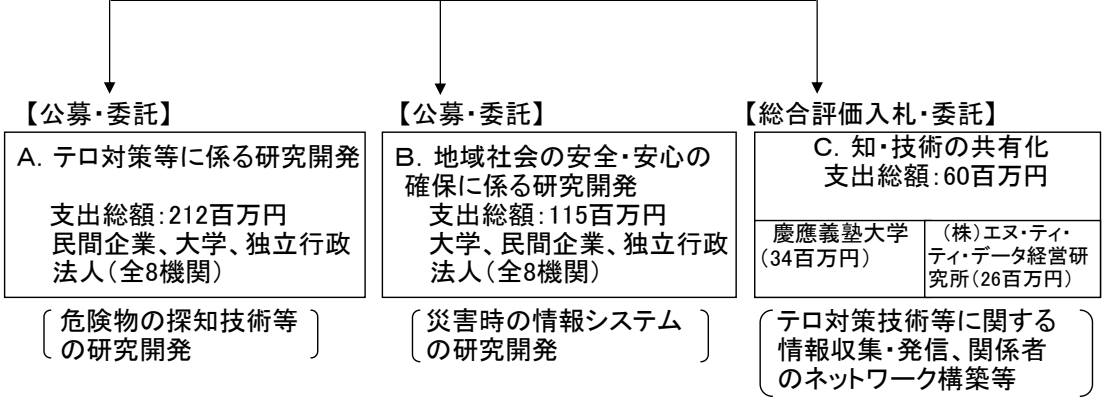 【公募・委託】
A．テロ対策等に係る研究開発
支出総額：212百万円
民間企業、大学、独立行政
法人（全8機関）
危険物の探知技術等
の研究開発
【公募・委託】
B．地域社会の安全・安心の
確保に係る研究開発
支出総額：115百万円
大学、民間企業、独立行政
法人（全8機関）
災害時の情報システム
の研究開発
【総合評価入札・委託】
C．知・技術の共有化
支出総額：60百万円
慶應義塾大学
（34百万円）
（株）エヌ・ティ・
ティ・データ経営研
究所（26百万円）
テロ対策技術等に関する
情報収集・発信、関係者
のネットワーク構築等